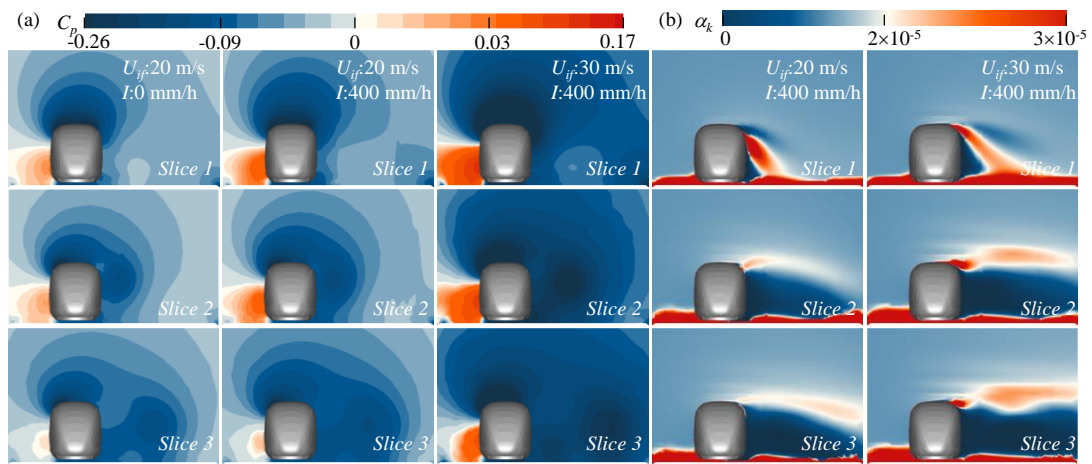 (a) C_p
-0.26 -0.09 0 0.03 0.17
(b) α_k
0 2×10⁻⁵ 3×10⁻⁵
U_if:20 m/s
I:0 mm/h
Slice 1
U_if:20 m/s
I:400 mm/h
Slice 1
U_if:30 m/s
I:400 mm/h
Slice 1
U_if:20 m/s
I:400 mm/h
Slice 1
U_if:30 m/s
I:400 mm/h
Slice 1
Slice 2
Slice 2
Slice 2
Slice 2
Slice 2
Slice 3
Slice 3
Slice 3
Slice 3
Slice 3